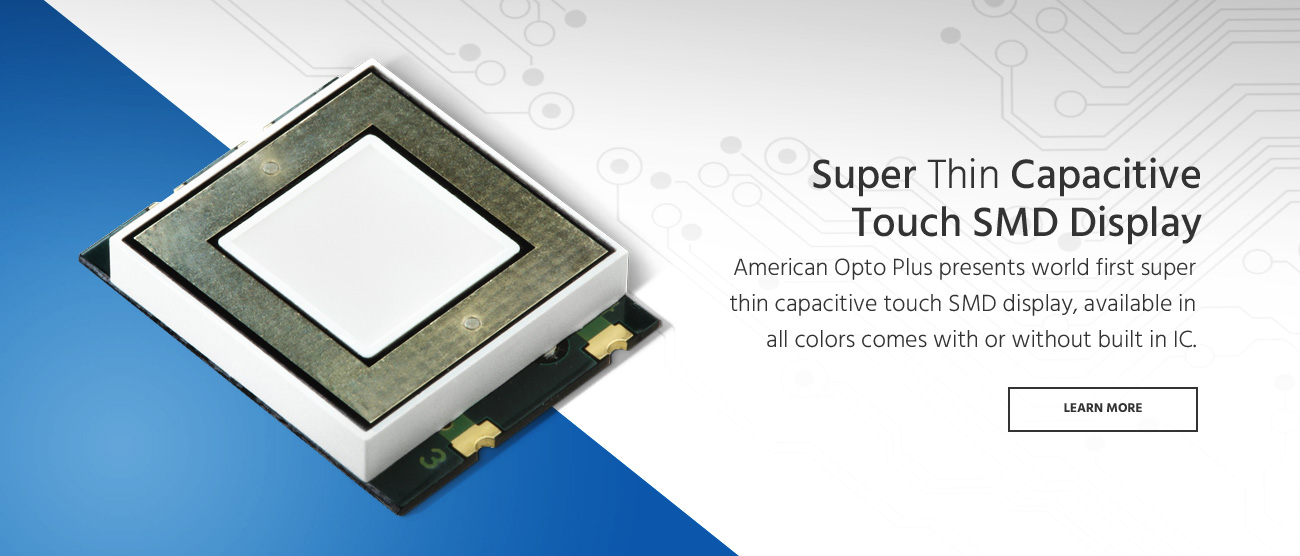 Super Thin Capacitive
Touch SMD Display
American Opto Plus presents world first super
thin capacitive touch SMD display, available in
all colors comes with or without built in IC.
LEARN MORE
3